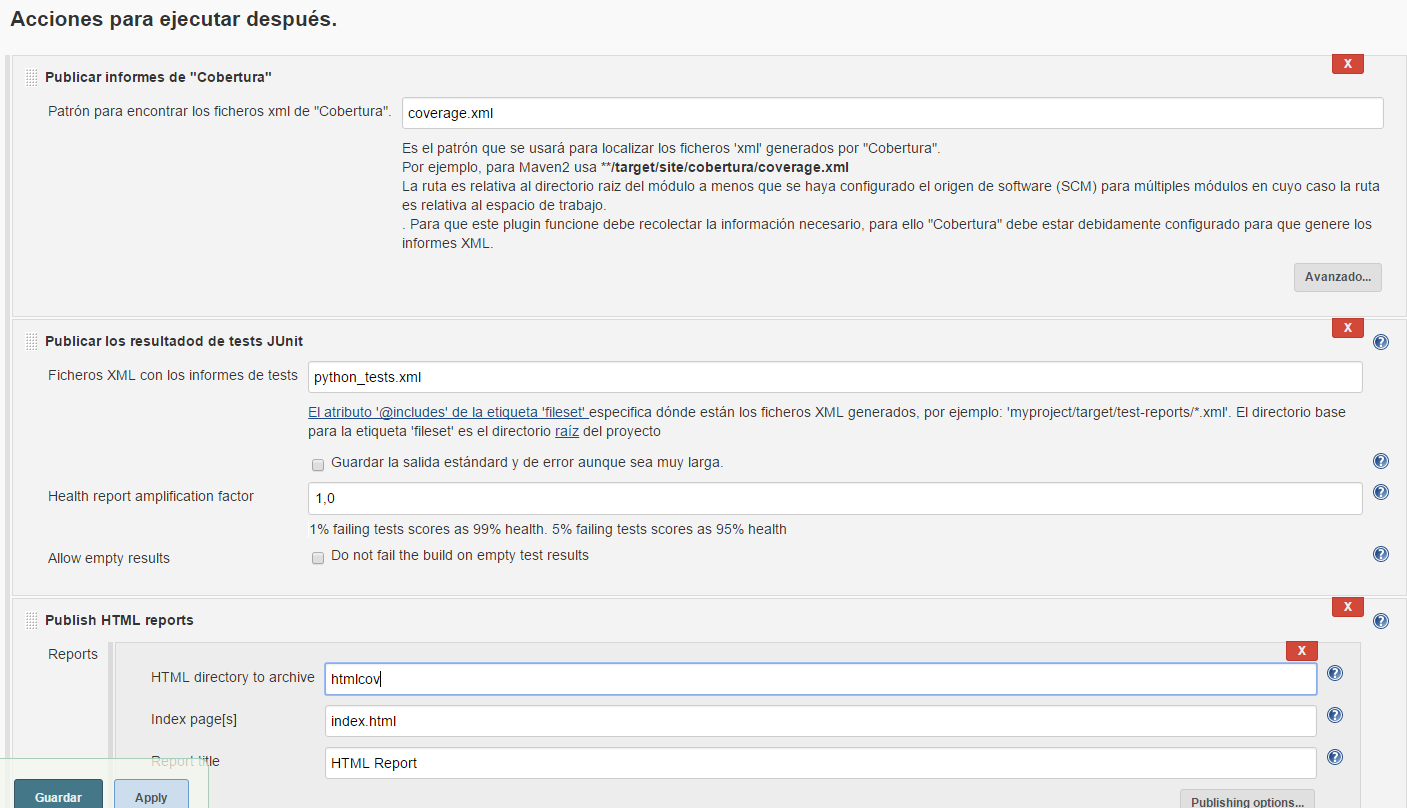 Acciones para ejecutar después.
X
Publicar informes de "Cobertura"
Patrón para encontrar los ficheros xml de "Cobertura". coverage.xml
Es el patrón que se usará para localizar los ficheros 'xml' generados por "Cobertura".
Por ejemplo, para Maven2 usa **/target/site/cobertura/coverage.xml
La ruta es relativa al directorio raiz del módulo a menos que se haya configurado el origen de software (SCM) para múltiples módulos en cuyo caso la ruta
es relativa al espacio de trabajo.
. Para que este plugin funcione debe recolectar la información necesario, para ello "Cobertura" debe estar debidamente configurado para que genere los
informes XML.
Avanzado...
X
Publicar los resultadod de tests JUnit ?
Ficheros XML con los informes de tests python_tests.xml
El atributo '@includes' de la etiqueta 'fileset' especifica dónde están los ficheros XML generados, por ejemplo: 'myproject/target/test-reports/*.xml'. El directorio base
para la etiqueta 'fileset' es el directorio raíz del proyecto
Guardar la salida estándard y de error aunque sea muy larga. ?
Health report amplification factor 1,0 ?
1% failing tests scores as 99% health. 5% failing tests scores as 95% health
Allow empty results Do not fail the build on empty test results ?
X
Publish HTML reports ?
Reports X
HTML directory to archive htmlcov ?
Index page[s] index.html ?
Report title HTML Report ?
Guardar Apply Publishing options...